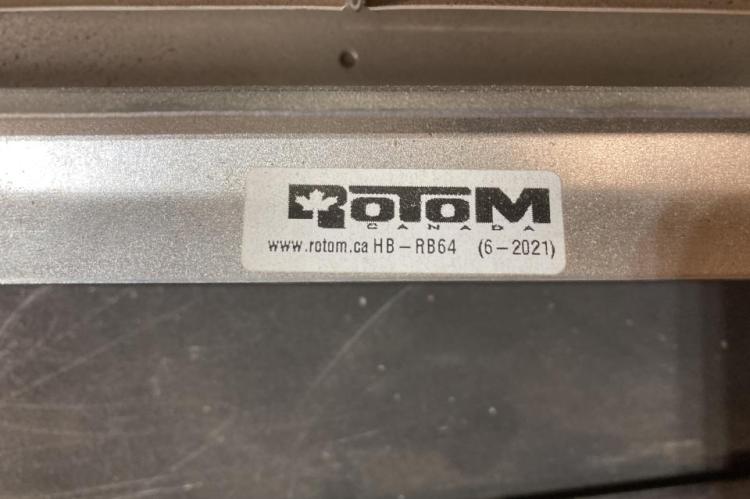 RoToM
CANADA
www.rotom.ca HB-RB64 (6-2021)